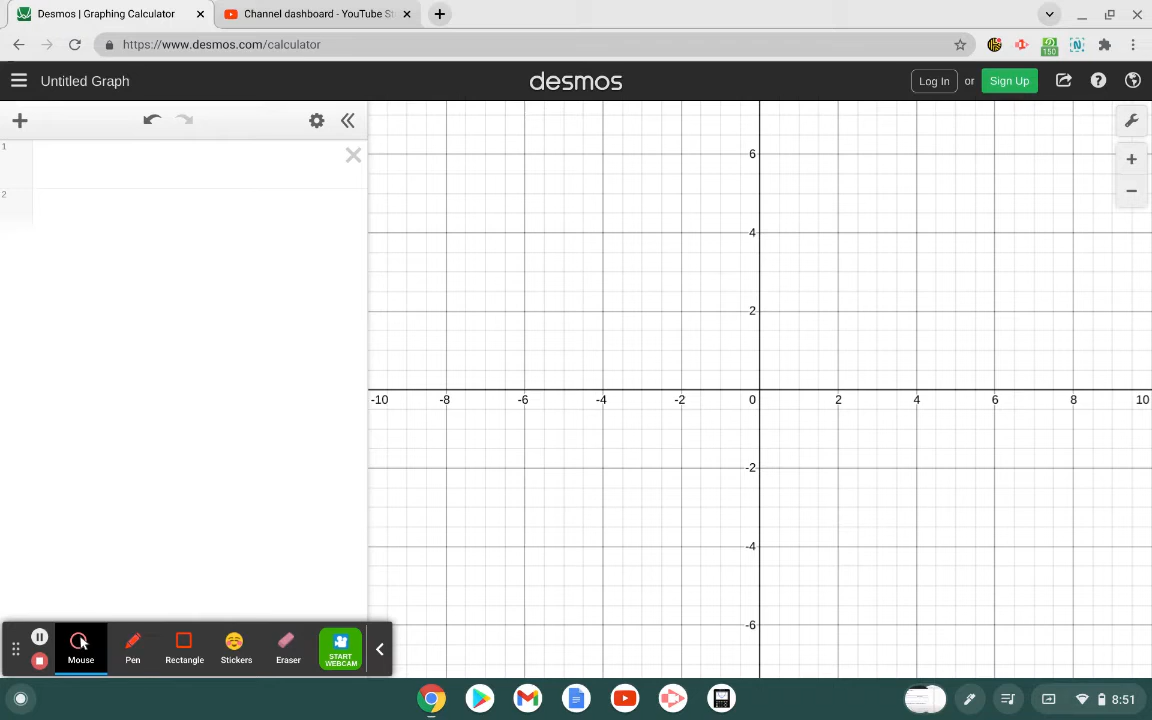 Desmos | Graphing Calculator
Channel dashboard - YouTube St
https://www.desmos.com/calculator
150
N
Untitled Graph
desmos
Log In or Sign Up
1
2
6
4
2
-10 -8 -6 -4 -2 0 2 4 6 8 10
-2
-4
-6
Mouse
Pen
Rectangle
Stickers
Eraser
START
WEBCAM
8:51